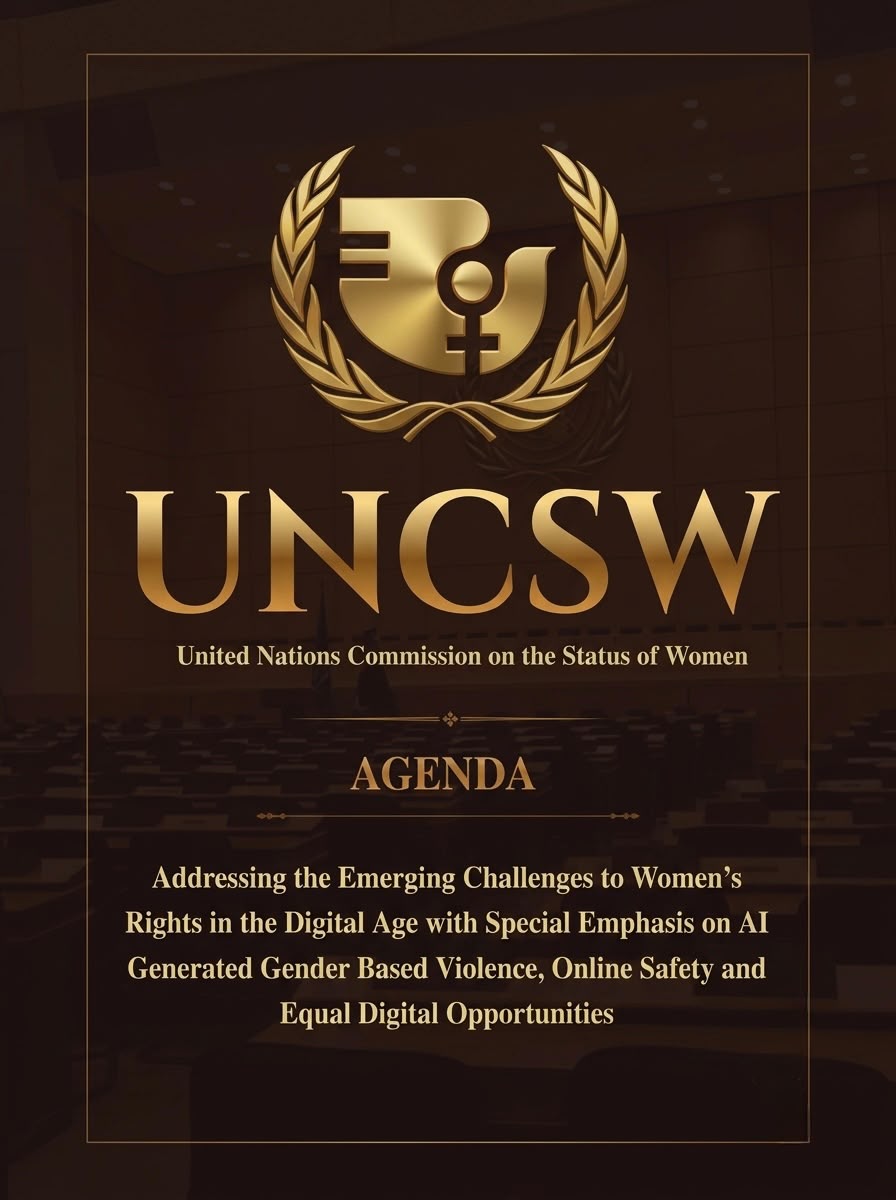 UNCSW
United Nations Commission on the Status of Women
AGENDA
Addressing the Emerging Challenges to Women’s
Rights in the Digital Age with Special Emphasis on AI
Generated Gender Based Violence, Online Safety and
Equal Digital Opportunities